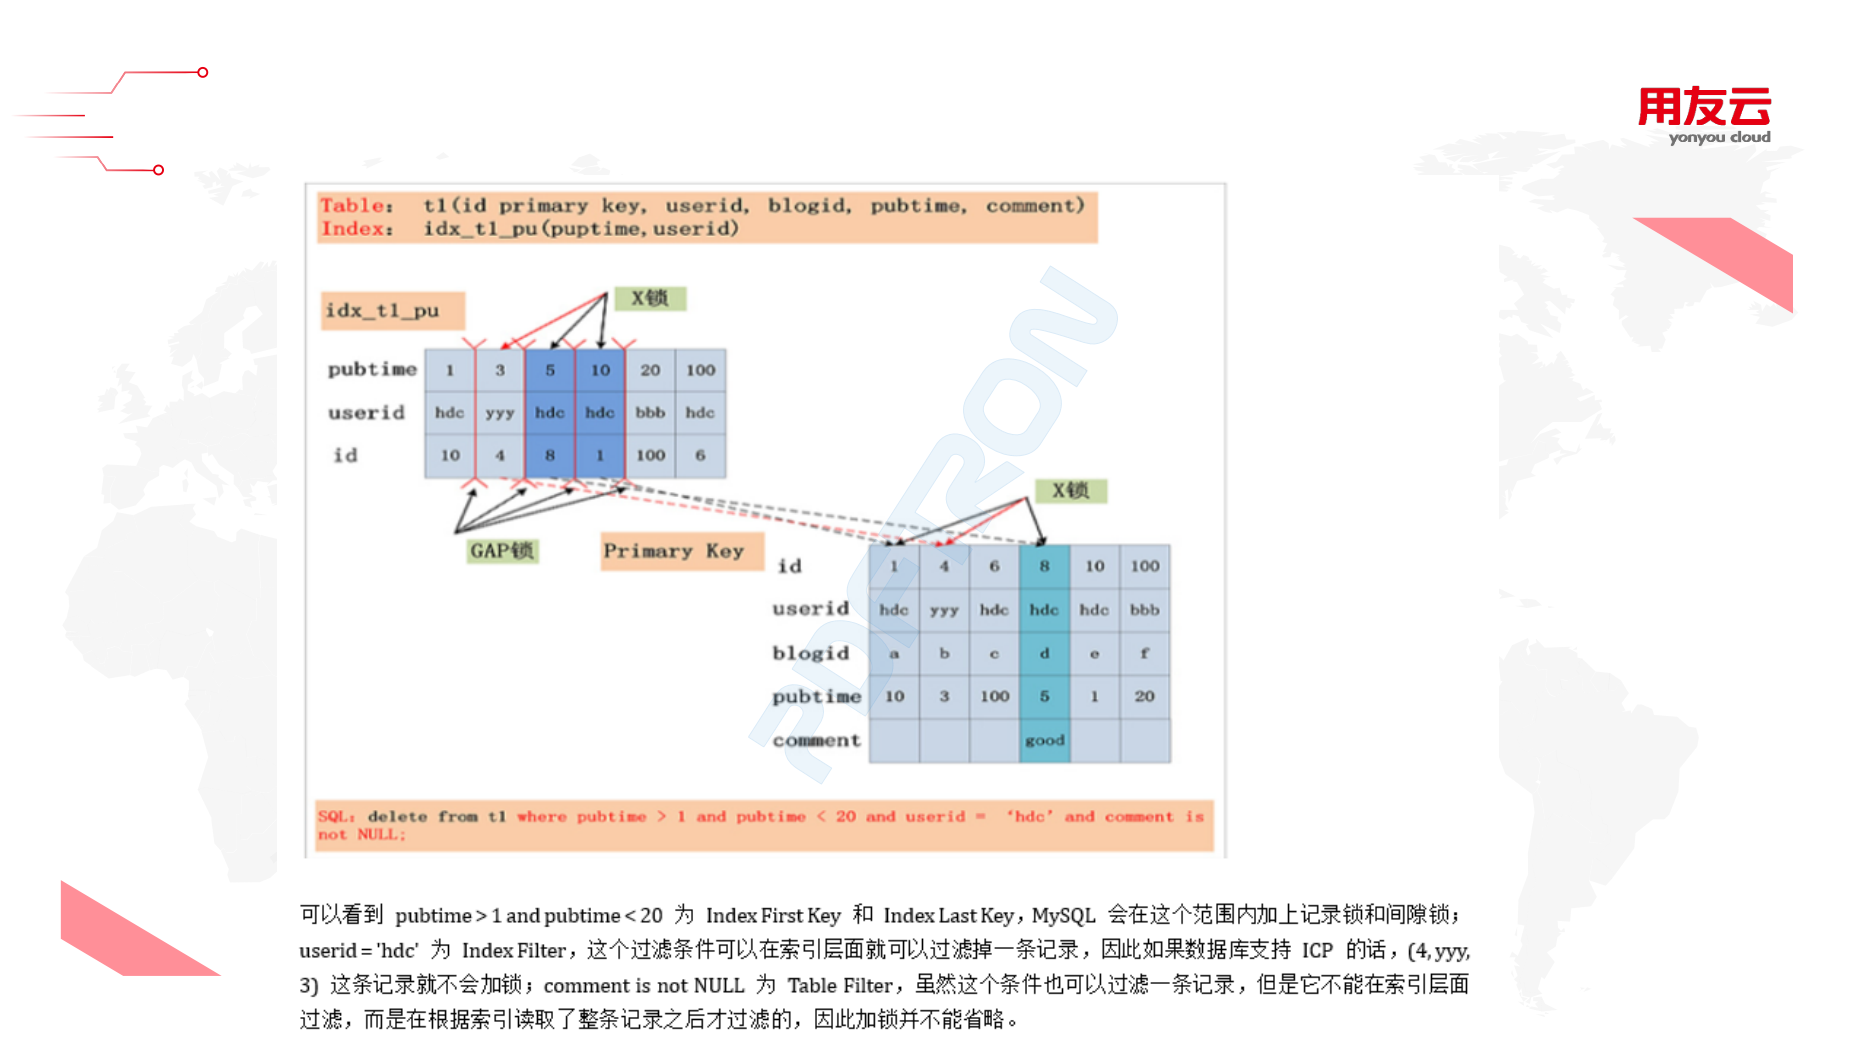 用友云
yonyou cloud
Table: t1(id primary key, userid, blogid, pubtime, comment)
Index: idx_t1_pu(puptime,userid)
X锁
idx_t1_pu
pubtime 1 3 5 10 20 100
userid hdc yyy hdc hdc bbb hdc
id 10 4 8 1 100 6
X锁
GAP锁
Primary Key
id 1 4 6 8 10 100
userid hdc yyy hdc hdc hdc bbb
blogid a b c d e f
pubtime 10 3 100 5 1 20
comment good
PDFTRON
SQL: delete from t1 where pubtime > 1 and pubtime < 20 and userid = ‘hdc’ and comment is
not NULL;
可以看到 pubtime > 1 and pubtime < 20 为 Index First Key 和 Index Last Key，MySQL 会在这个范围内加上记录锁和间隙锁；
userid = 'hdc' 为 Index Filter，这个过滤条件可以在索引层面就可以过滤掉一条记录，因此如果数据库支持 ICP 的话，(4, yyy,
3) 这条记录就不会加锁；comment is not NULL 为 Table Filter，虽然这个条件也可以过滤一条记录，但是它不能在索引层面
过滤，而是在根据索引读取了整条记录之后才过滤的，因此加锁并不能省略。